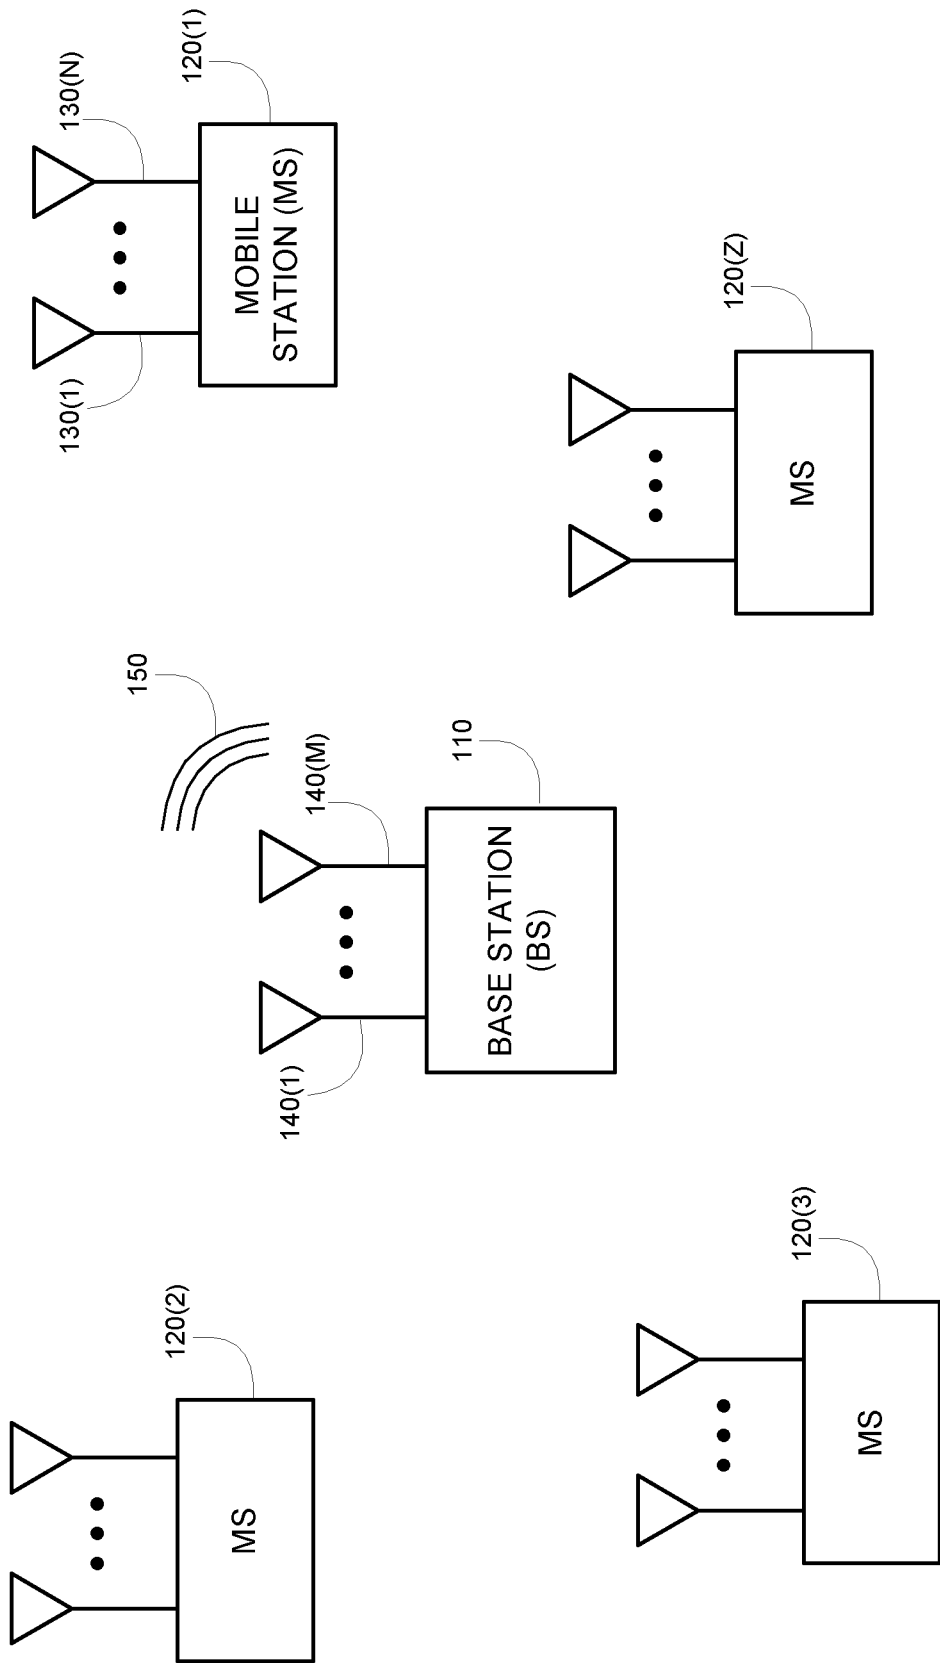 130(1)
130(N)
150
120(2)
120(1)
MS
MOBILE
STATION (MS)
140(1)
140(M)
110
BASE STATION
(BS)
120(Z)
120(3)
MS
MS